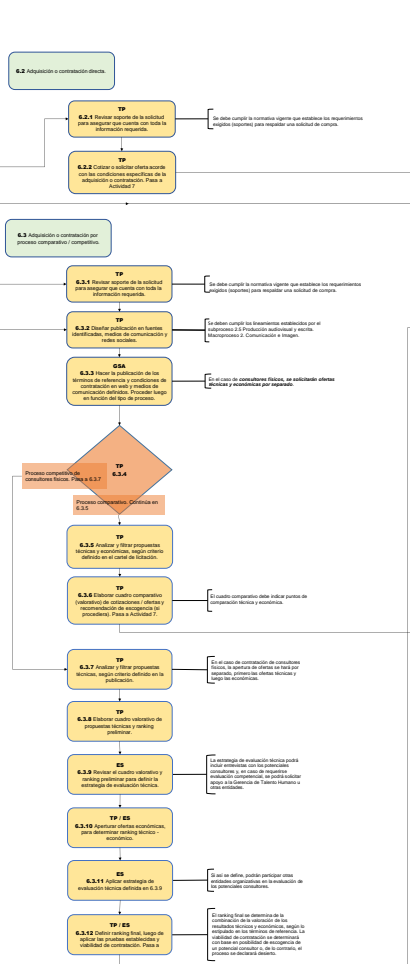 6.2 Adquisición o contratación directa.
TP
6.2.1 Revisar soporte de la solicitud
para asegurar que cuenta con toda la
información requerida.
Se debe cumplir la normativa vigente que establece los requerimientos
exigidos (soportes) para respaldar una solicitud de compra.
TP
6.2.2 Cotizar o solicitar oferta acorde
con las condiciones específicas de la
adquisición o contratación. Pasa a
Actividad 7
6.3 Adquisición o contratación por
proceso comparativo / competitivo.
TP
6.3.1 Revisar soporte de la solicitud
para asegurar que cuenta con toda la
información requerida.
Se debe cumplir la normativa vigente que establece los requerimientos
exigidos (soportes) para respaldar una solicitud de compra.
TP
6.3.2 Diseñar publicación en fuentes
identificadas, medios de comunicación y
redes sociales.
Se deben cumplir los lineamientos establecidos por el
subproceso 2.5 Producción audiovisual y escrita.
Macroproceso 2. Comunicación e Imagen.
GSA
6.3.3 Hacer la publicación de los
términos de referencia y condiciones de
contratación en web y medios de
comunicación definidos. Proceder luego
en función del tipo de proceso.
En el caso de consultores físicos, se solicitarán ofertas
técnicas y económicas por separado.
TP
6.3.4
Proceso competitivo de
consultores físicos. Pasa a 6.3.7
Proceso comparativo. Continúa en
6.3.5
TP
6.3.5 Analizar y filtrar propuestas
técnicas y económicas, según criterio
definido en el cartel de licitación.
TP
6.3.6 Elaborar cuadro comparativo
(valorativo) de cotizaciones / ofertas y
recomendación de escogencia (si
procediera). Pasa a Actividad 7.
El cuadro comparativo debe indicar puntos de
comparación técnica y económica.
TP
6.3.7 Analizar y filtrar propuestas
técnicas, según criterio definido en la
publicación.
En el caso de contratación de consultores
físicos, la apertura de ofertas se hará por
separado, primero las ofertas técnicas y
luego las económicas.
TP
6.3.8 Elaborar cuadro valorativo de
propuestas técnicas y ranking
preliminar.
ES
6.3.9 Revisar el cuadro valorativo y
ranking preliminar para definir la
estrategia de evaluación técnica.
La estrategia de evaluación técnica podrá
incluir entrevistas con los potenciales
consultores y, en caso de requerirse
evaluación competencial, se podrá solicitar
apoyo a la Gerencia de Talento Humano u
otras entidades.
TP / ES
6.3.10 Aperturar ofertas económicas,
para determinar ranking técnico -
económico.
ES
6.3.11 Aplicar estrategia de
evaluación técnica definida en 6.3.9
Si así se define, podrán participar otras
entidades organizativas en la evaluación de
los potenciales consultores.
TP / ES
6.3.12 Definir ranking final, luego de
aplicar las pruebas establecidas y
viabilidad de contratación. Pasa a
El ranking final se determina de la
combinación de la valoración de los
resultados técnicos y económicos, según lo
estipulado en los términos de referencia. La
viabilidad de contratación se determinará
con base en posibilidad de escogencia de
un potencial consultor o, de lo contrario, el
proceso se declarará desierto.